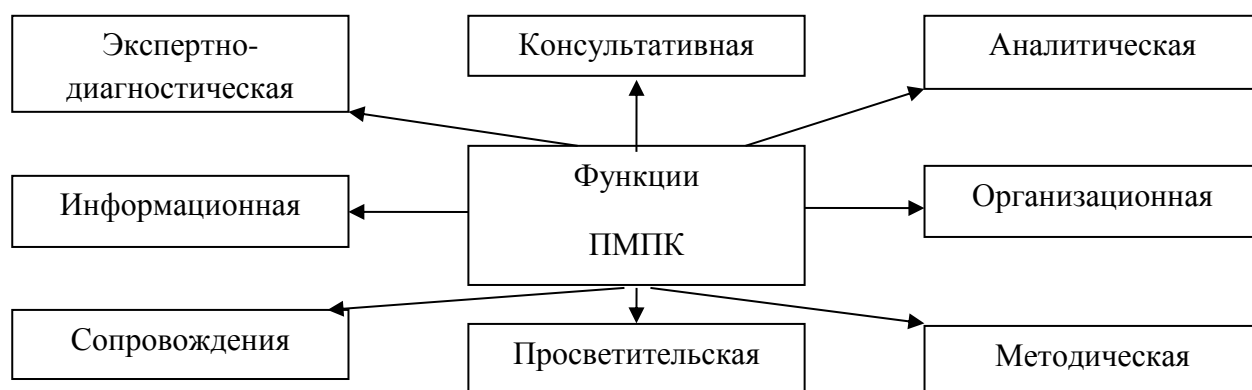 Экспертно-
диагностическая
Консультативная
Аналитическая
Функции
ПМПК
Информационная
Организационная
Сопровождения
Просветительская
Методическая